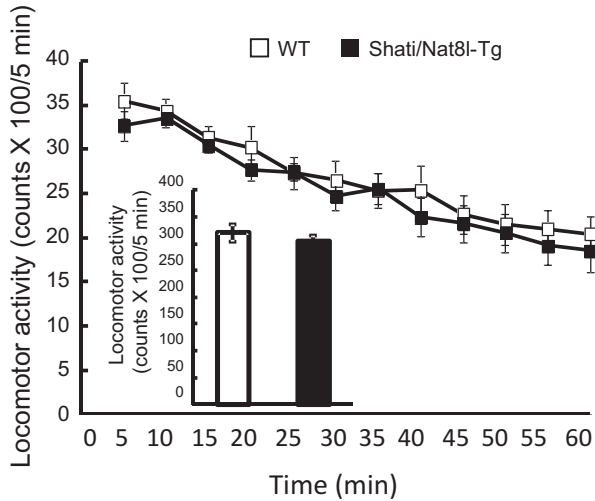 WT
Shati/Nat8l-Tg
Locomotor activity (counts X 100/5 min)
40
35
30
25
20
15
10
5
0
Locomotor activity
(counts X 100/5 min)
400
350
300
250
200
150
100
50
0
0 5 10 15 20 25 30 35 40 45 50 55 60
Time (min)